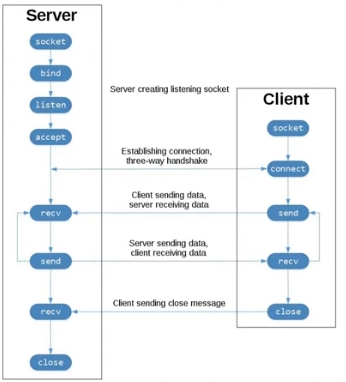 Server
socket
bind
listen
accept
recv
send
recv
close
Server creating listening socket
Establishing connection,
three-way handshake
Client sending data,
server receiving data
Server sending data,
client receiving data
Client sending close message
Client
socket
connect
send
recv
close